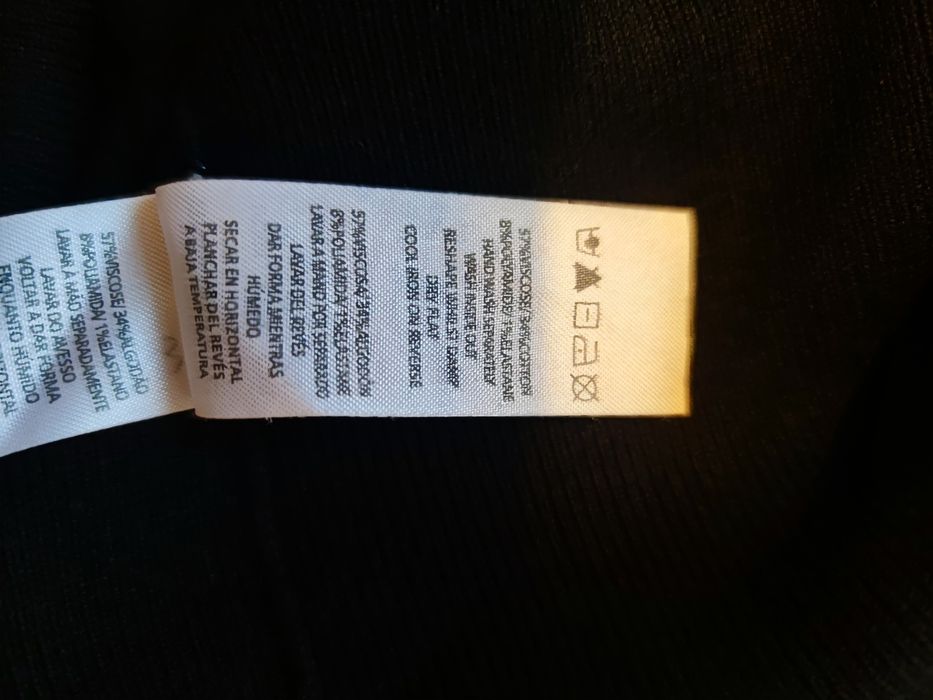 57%VISCOSE/ 34%COTTON
8%POLYAMIDE/ 1%ELASTANE
HAND WASH SEPARATELY
WASH INSIDE OUT
RESHAPE WHILST DAMP
DRY FLAT
COOL IRON ON REVERSE
57%VISCOSA/ 34%ALGODÓN
8%POLIAMIDA/ 1%ELASTANE
LAVAR A MANO POR SEPARADO
LAVAR DEL REVÉS
DAR FORMA MIENTRAS
HÚMEDO
SECAR EN HORIZONTAL
PLANCHAR DEL REVÉS
A BAJA TEMPERATURA
57%VISCOSE/ 34%ALGODÃO
8%POLIAMIDA/ 1%ELASTANO
LAVAR À MÃO SEPARADAMENTE
LAVAR DO AVESSO
VOLTAR A DAR FORMA
ENQUANTO HÚMIDO